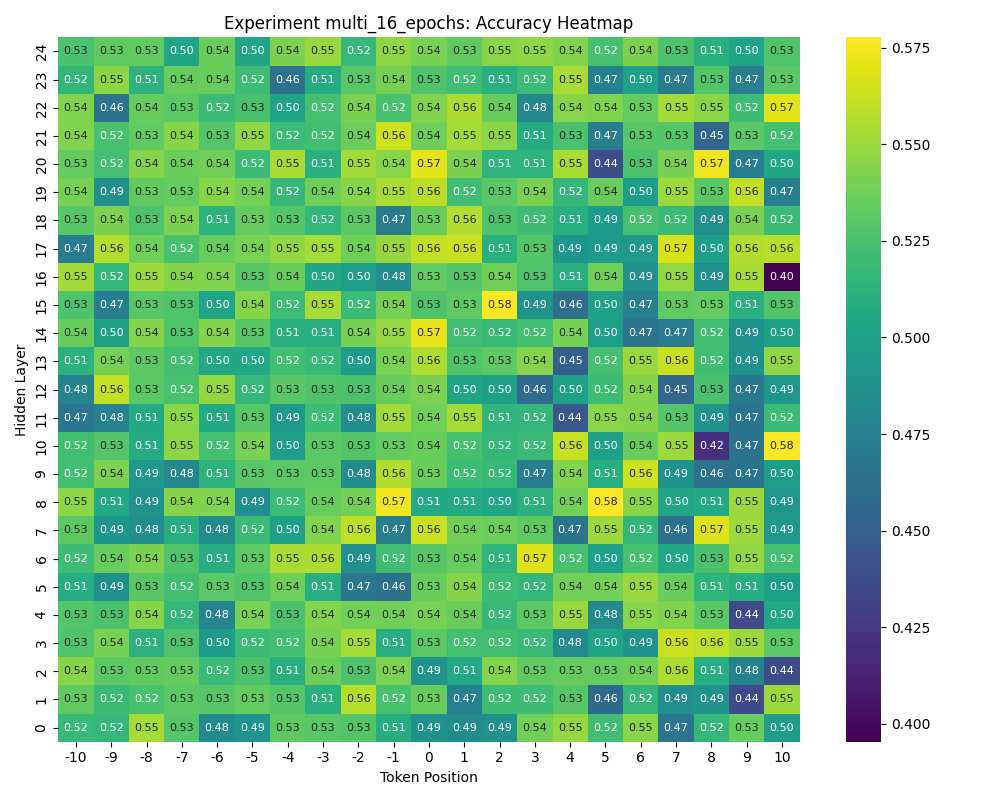 Experiment multi_16_epochs: Accuracy Heatmap
24 0.53 0.53 0.53 0.50 0.54 0.50 0.54 0.55 0.52 0.55 0.54 0.53 0.55 0.55 0.54 0.52 0.54 0.53 0.51 0.50 0.53
23 0.52 0.55 0.51 0.54 0.54 0.52 0.46 0.51 0.53 0.54 0.53 0.52 0.51 0.52 0.55 0.47 0.50 0.47 0.53 0.47 0.53
22 0.54 0.46 0.54 0.53 0.52 0.53 0.50 0.52 0.54 0.52 0.54 0.56 0.54 0.48 0.54 0.54 0.53 0.55 0.55 0.52 0.57
21 0.54 0.52 0.53 0.54 0.53 0.55 0.52 0.52 0.54 0.56 0.54 0.55 0.55 0.51 0.53 0.47 0.53 0.53 0.45 0.53 0.52
20 0.53 0.52 0.54 0.54 0.54 0.52 0.55 0.51 0.55 0.54 0.57 0.54 0.51 0.51 0.55 0.44 0.53 0.54 0.57 0.47 0.50
19 0.54 0.49 0.53 0.53 0.54 0.54 0.52 0.54 0.54 0.55 0.56 0.52 0.53 0.54 0.52 0.54 0.50 0.55 0.53 0.56 0.47
18 0.53 0.54 0.53 0.54 0.51 0.53 0.53 0.52 0.53 0.47 0.53 0.56 0.53 0.52 0.51 0.49 0.52 0.52 0.49 0.54 0.52
17 0.47 0.56 0.54 0.52 0.54 0.54 0.55 0.55 0.54 0.54 0.56 0.56 0.51 0.53 0.49 0.49 0.49 0.57 0.50 0.56 0.56
16 0.55 0.52 0.55 0.54 0.54 0.53 0.54 0.50 0.50 0.48 0.53 0.53 0.54 0.53 0.51 0.54 0.49 0.55 0.49 0.55 0.40
15 0.53 0.47 0.53 0.53 0.50 0.54 0.52 0.55 0.52 0.54 0.53 0.53 0.58 0.49 0.46 0.50 0.47 0.53 0.53 0.51 0.53
14 0.54 0.50 0.54 0.53 0.54 0.53 0.51 0.51 0.54 0.55 0.57 0.52 0.52 0.52 0.54 0.50 0.47 0.47 0.52 0.49 0.50
13 0.51 0.54 0.53 0.52 0.50 0.50 0.52 0.52 0.50 0.54 0.56 0.53 0.53 0.54 0.45 0.52 0.55 0.56 0.52 0.49 0.55
12 0.48 0.56 0.53 0.52 0.55 0.52 0.53 0.53 0.53 0.54 0.54 0.50 0.50 0.46 0.50 0.52 0.54 0.45 0.53 0.47 0.49
11 0.47 0.48 0.51 0.55 0.51 0.53 0.49 0.52 0.48 0.55 0.54 0.55 0.51 0.52 0.44 0.55 0.54 0.53 0.49 0.47 0.52
10 0.52 0.53 0.51 0.55 0.52 0.54 0.50 0.53 0.53 0.53 0.54 0.52 0.52 0.52 0.56 0.50 0.54 0.55 0.42 0.47 0.58
9 0.52 0.54 0.49 0.48 0.51 0.53 0.53 0.53 0.48 0.56 0.53 0.52 0.52 0.47 0.54 0.51 0.56 0.49 0.46 0.47 0.50
8 0.55 0.51 0.49 0.54 0.54 0.49 0.52 0.54 0.54 0.57 0.51 0.51 0.50 0.51 0.54 0.58 0.55 0.50 0.51 0.55 0.49
7 0.53 0.49 0.48 0.51 0.48 0.52 0.50 0.54 0.56 0.47 0.56 0.54 0.54 0.53 0.47 0.55 0.52 0.46 0.57 0.55 0.49
6 0.52 0.54 0.54 0.53 0.51 0.53 0.55 0.56 0.49 0.52 0.53 0.54 0.51 0.57 0.52 0.50 0.52 0.50 0.53 0.55 0.52
5 0.51 0.49 0.53 0.52 0.53 0.53 0.54 0.51 0.47 0.46 0.53 0.54 0.52 0.52 0.54 0.54 0.55 0.54 0.51 0.51 0.50
4 0.53 0.53 0.54 0.52 0.48 0.54 0.53 0.54 0.54 0.54 0.54 0.54 0.52 0.53 0.55 0.48 0.55 0.54 0.53 0.44 0.50
3 0.53 0.54 0.51 0.53 0.50 0.52 0.52 0.54 0.55 0.51 0.53 0.52 0.52 0.52 0.48 0.50 0.49 0.56 0.56 0.55 0.53
2 0.54 0.53 0.53 0.53 0.52 0.53 0.51 0.54 0.53 0.54 0.49 0.51 0.54 0.53 0.53 0.53 0.54 0.56 0.51 0.48 0.44
1 0.53 0.52 0.52 0.53 0.53 0.53 0.53 0.51 0.56 0.52 0.53 0.47 0.52 0.52 0.53 0.46 0.52 0.49 0.49 0.44 0.55
0 0.52 0.52 0.55 0.53 0.48 0.49 0.53 0.53 0.53 0.51 0.49 0.49 0.49 0.54 0.55 0.52 0.55 0.47 0.52 0.53 0.50
-10 -9 -8 -7 -6 -5 -4 -3 -2 -1 0 1 2 3 4 5 6 7 8 9 10
Token Position
Hidden Layer
0.575
0.550
0.525
0.500
0.475
0.450
0.425
0.400